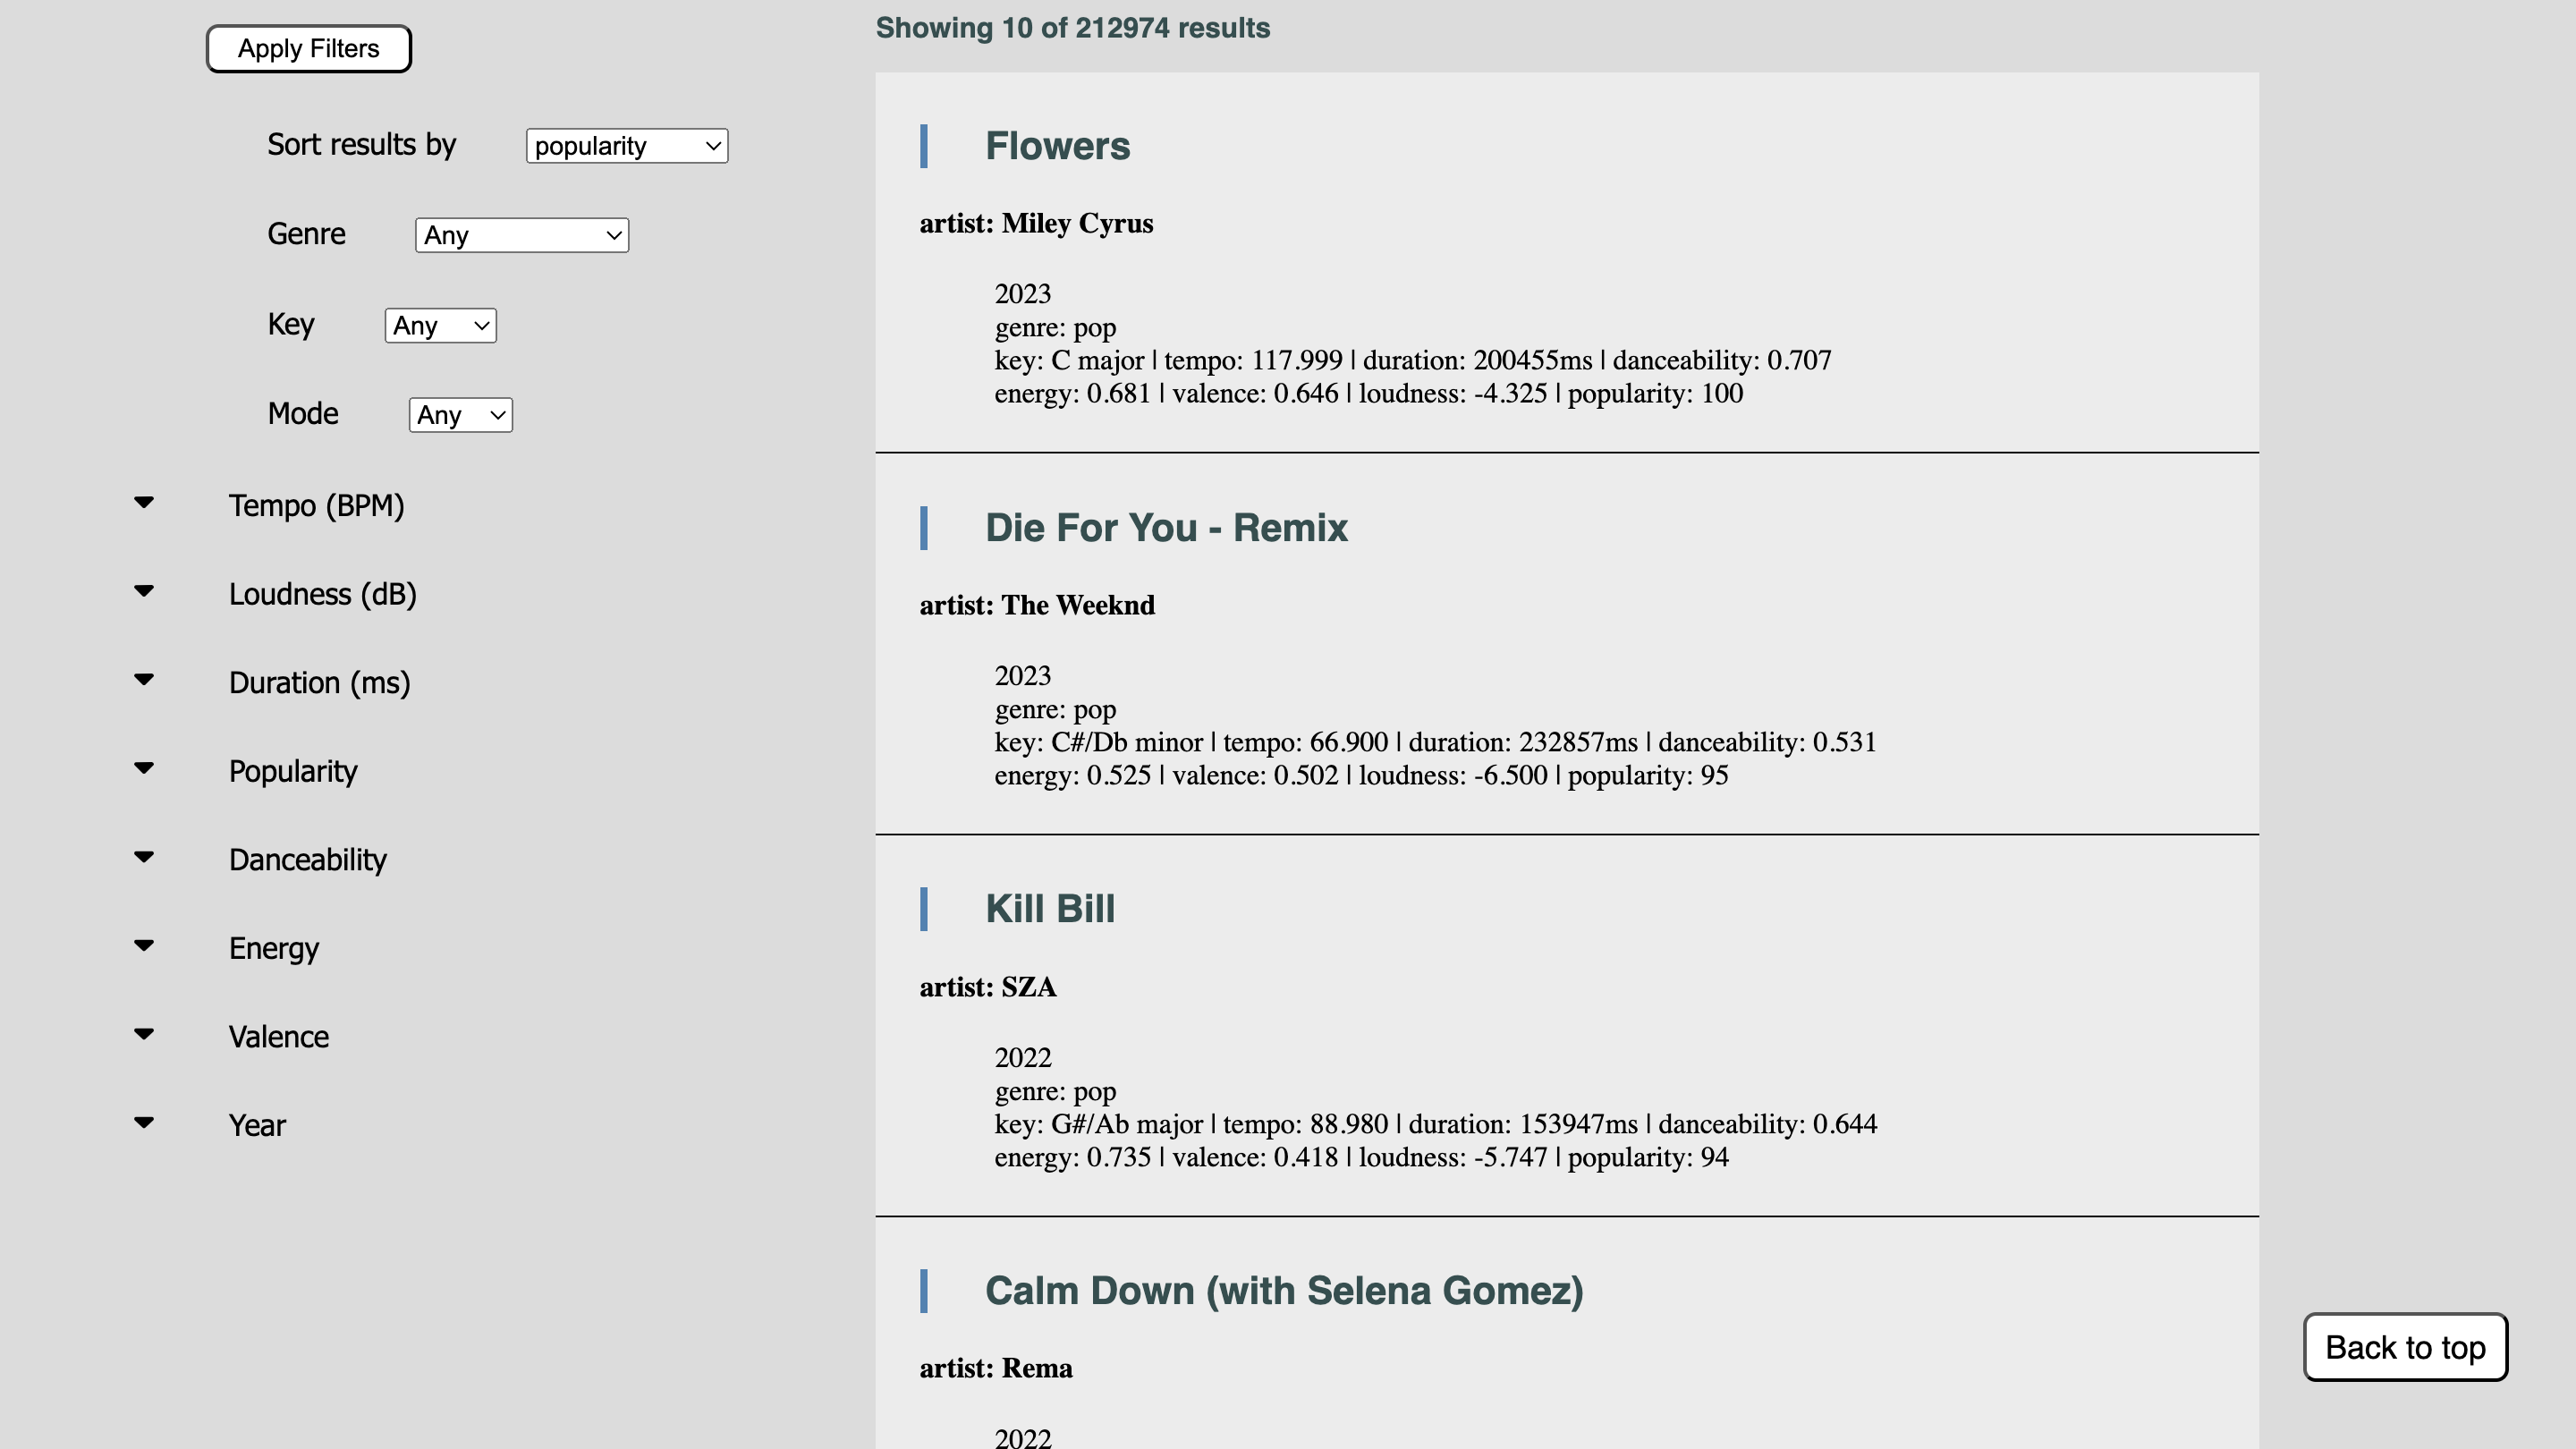 Apply Filters
Sort results by popularity
Genre Any
Key Any
Mode Any
Tempo (BPM)
Loudness (dB)
Duration (ms)
Popularity
Danceability
Energy
Valence
Year
Showing 10 of 212974 results
Flowers
artist: Miley Cyrus
2023
genre: pop
key: C major | tempo: 117.999 | duration: 200455ms | danceability: 0.707
energy: 0.681 | valence: 0.646 | loudness: -4.325 | popularity: 100
Die For You - Remix
artist: The Weeknd
2023
genre: pop
key: C#/Db minor | tempo: 66.900 | duration: 232857ms | danceability: 0.531
energy: 0.525 | valence: 0.502 | loudness: -6.500 | popularity: 95
Kill Bill
artist: SZA
2022
genre: pop
key: G#/Ab major | tempo: 88.980 | duration: 153947ms | danceability: 0.644
energy: 0.735 | valence: 0.418 | loudness: -5.747 | popularity: 94
Calm Down (with Selena Gomez)
artist: Rema
2022
Back to top